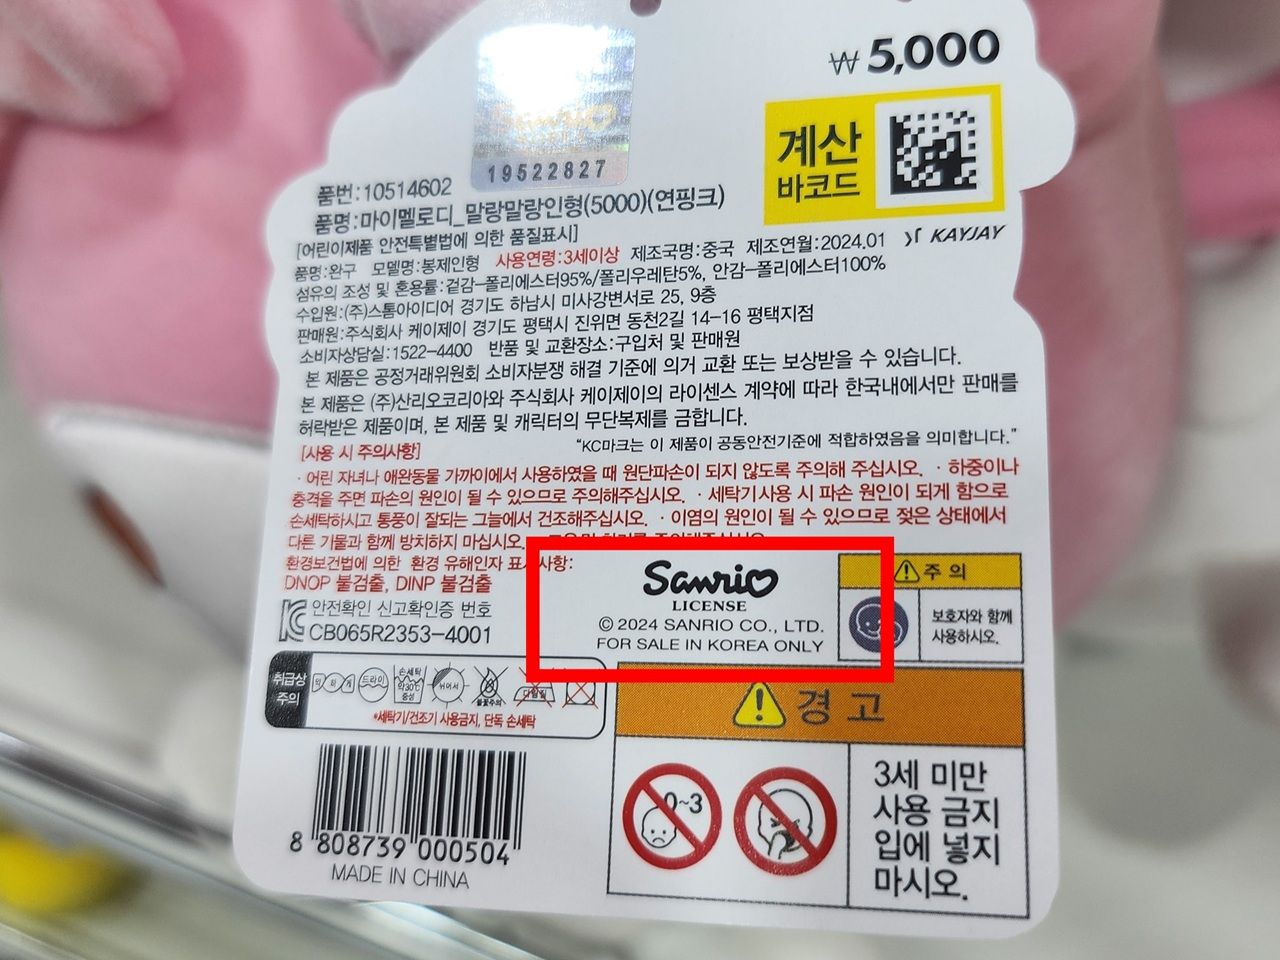 ₩5,000
계산
바코드
Sanrio
19522827
품번:10514602
품명:마이멜로디_말랑말랑인형(5000)(연핑크)
[어린이제품 안전특별법에 의한 품질표시]
KAYJAY
품명:완구 모델명:봉제인형 사용연령:3세이상 제조국명:중국 제조연월:2024.01
섬유의 조성 및 혼용률:겉감-폴리에스터95%/폴리우레탄5%, 안감-폴리에스터100%
수입원:(주)스톰아이디어 경기도 하남시 미사강변서로 25, 9층
판매원:주식회사 케이제이 경기도 평택시 진위면 동천2길 14-16 평택지점
소비자상담실:1522-4400 반품 및 교환장소:구입처 및 판매원
본 제품은 공정거래위원회 소비자분쟁 해결 기준에 의거 교환 또는 보상받을 수 있습니다.
본 제품은 (주)산리오코리아와 주식회사 케이제이의 라이센스 계약에 따라 한국내에서만 판매를
허락받은 제품이며, 본 제품 및 캐릭터의 무단복제를 금합니다.
"KC마크는 이 제품이 공동안전기준에 적합하였음을 의미합니다."
[사용 시 주의사항]
· 어린 자녀나 애완동물 가까이에서 사용하였을 때 원단파손이 되지 않도록 주의해 주십시오. · 하중이나
충격을 주면 파손의 원인이 될 수 있으므로 주의해주십시오. · 세탁기 사용 시 파손 원인이 되게 함으로
손세탁하시고 통풍이 잘되는 그늘에서 건조해주십시오. · 이염의 원인이 될 수 있으므로 젖은 상태에서
다른 기물과 함께 방치하지 마십시오.
환경보건법에 의한 환경 유해인자 표시사항:
DNOP 불검출, DINP 불검출
안전확인 신고확인증 번호
CB065R2353-4001
Sanrio
LICENSE
© 2024 SANRIO CO., LTD.
FOR SALE IN KOREA ONLY
주 의
보호자와 함께
사용하시오.
취급상
주의
드라이
손세탁
약30℃
중성
뉘어서
*세탁기/건조기 사용금지, 단독 손세탁
경 고
0~3
3세 미만
사용 금지
입에 넣지
마시오.
8 808739 000504
MADE IN CHINA